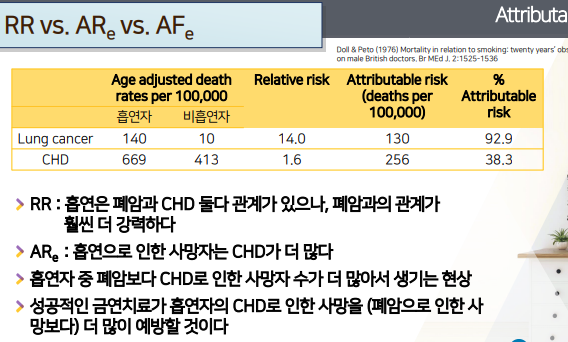 Attributa
RR vs. ARe vs. AFe
Doll & Peto (1976) Mortality in relation to smoking: twenty years' obs
on male British doctors. Br MEd J. 2:1525-1536
Age adjusted death rates per 100,000 Relative risk Attributable risk (deaths per 100,000) % Attributable risk
흡연자 비흡연자
Lung cancer 140 10 14.0 130 92.9
CHD 669 413 1.6 256 38.3
RR : 흡연은 폐암과 CHD 둘다 관계가 있으나, 폐암과의 관계가
훨씬 더 강력하다
ARe : 흡연으로 인한 사망자는 CHD가 더 많다
흡연자 중 폐암보다 CHD로 인한 사망자 수가 더 많아서 생기는 현상
성공적인 금연치료가 흡연자의 CHD로 인한 사망을 (폐암으로 인한 사
망보다) 더 많이 예방할 것이다